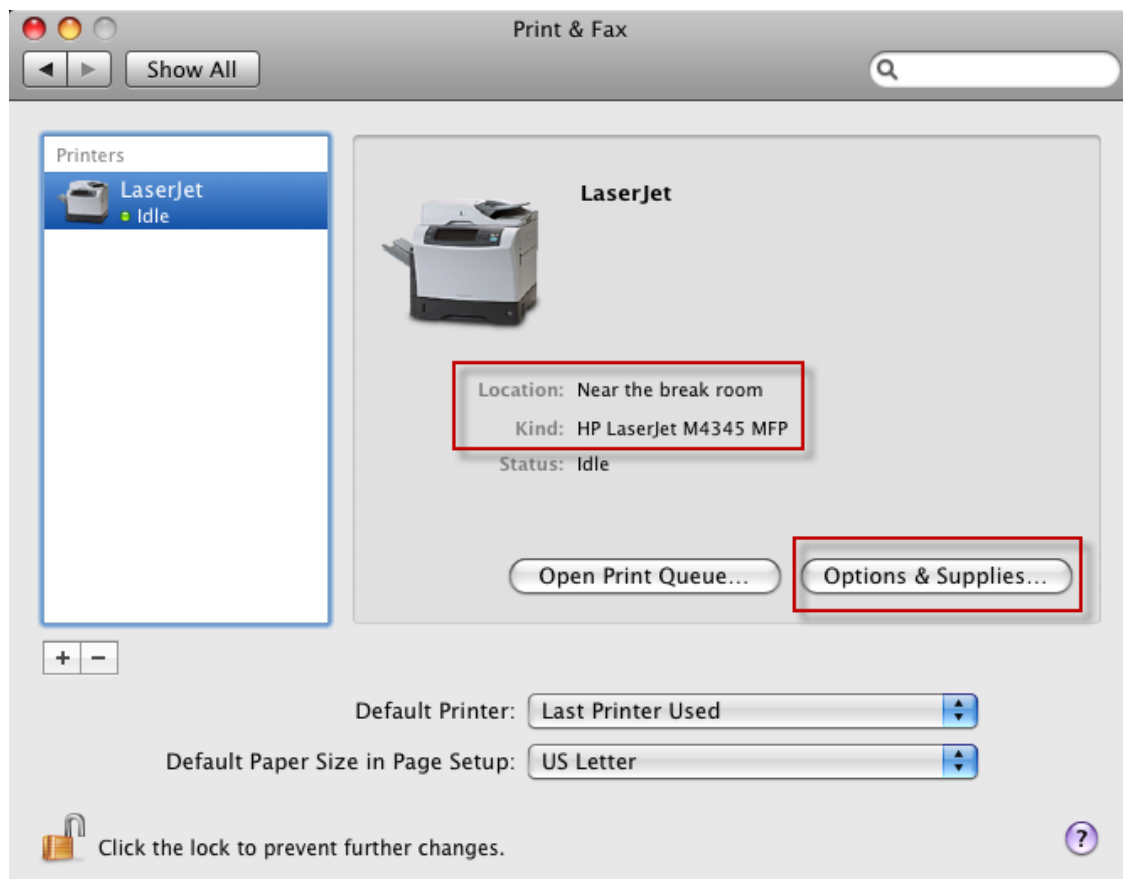 Print & Fax
Show All
Printers
LaserJet
Idle
LaserJet
Location: Near the break room
Kind: HP LaserJet M4345 MFP
Status: Idle
Open Print Queue... Options & Supplies...
+ −
Default Printer: Last Printer Used
Default Paper Size in Page Setup: US Letter
Click the lock to prevent further changes.
?